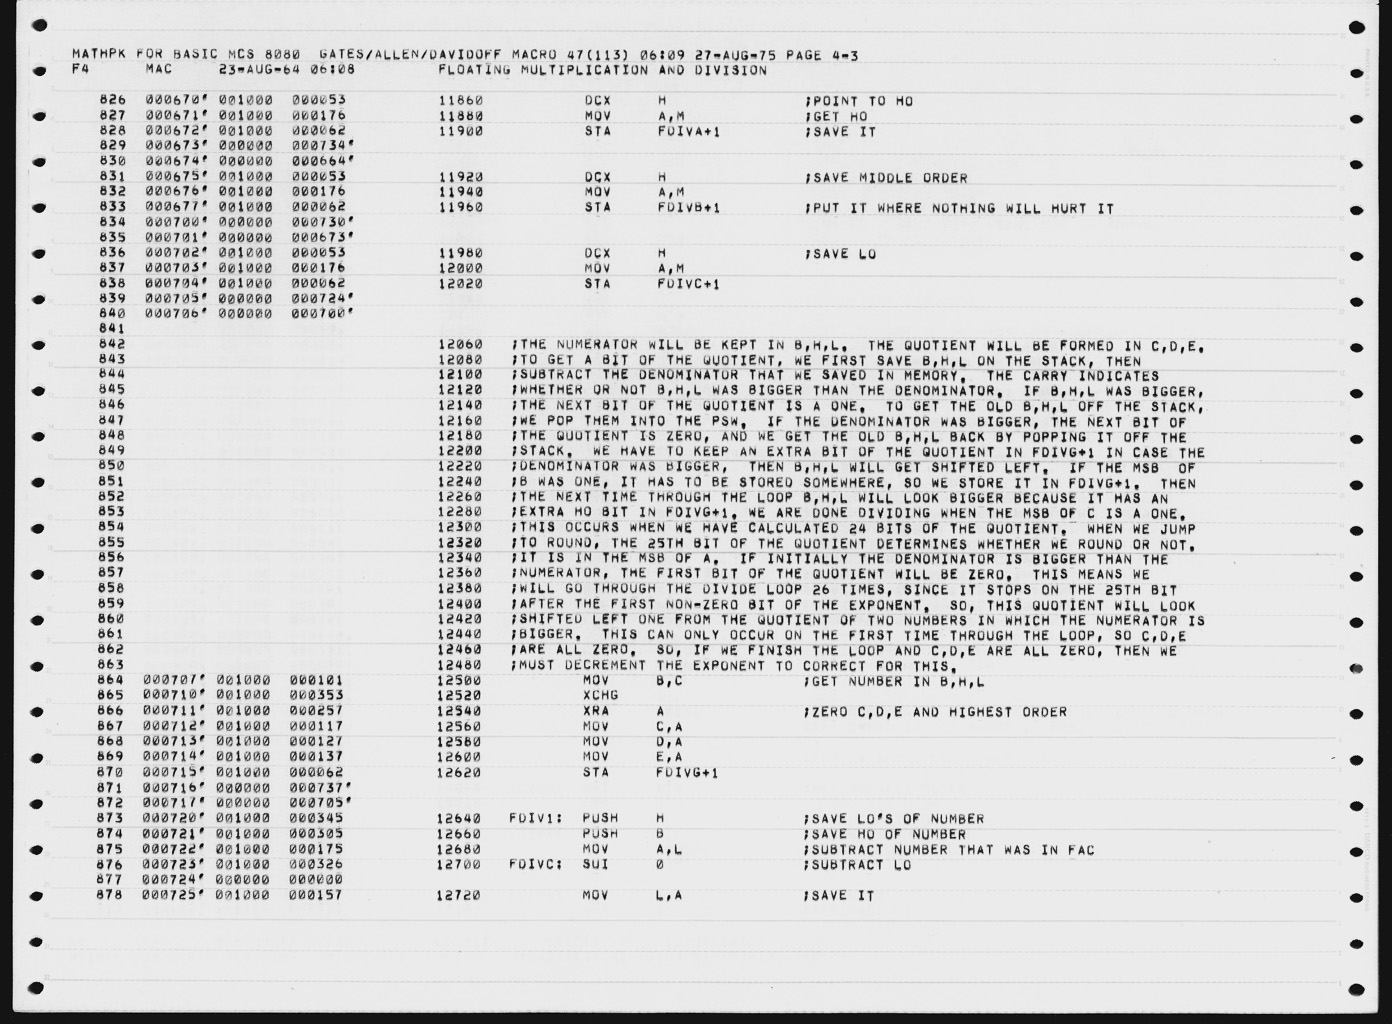 MATHPK FOR BASIC MCS 8080  GATES/ALLEN/DAVIDOFF MACRO 47(113) 06:09 27-AUG-75 PAGE 4-3
F4      MAC     23-AUG-64 06:08         FLOATING MULTIPLICATION AND DIVISION
826  000670' 001000  000053  11860  DCX  H  ;POINT TO HO
827  000671' 001000  000176  11880  MOV  A,M  ;GET HO
828  000672' 001000  000062  11900  STA  FDIVA+1  ;SAVE IT
829  000673' 000000  000734'
830  000674' 000000  000664'
831  000675' 001000  000053  11920  DCX  H  ;SAVE MIDDLE ORDER
832  000676' 001000  000176  11940  MOV  A,M
833  000677' 001000  000062  11960  STA  FDIVB+1  ;PUT IT WHERE NOTHING WILL HURT IT
834  000700' 000000  000730'
835  000701' 000000  000673'
836  000702' 001000  000053  11980  DCX  H  ;SAVE LO
837  000703' 001000  000176  12000  MOV  A,M
838  000704' 001000  000062  12020  STA  FDIVC+1
839  000705' 000000  000724'
840  000706' 000000  000700'
841
842  12060  ;THE NUMERATOR WILL BE KEPT IN B,H,L.  THE QUOTIENT WILL BE FORMED IN C,D,E.
843  12080  ;TO GET A BIT OF THE QUOTIENT, WE FIRST SAVE B,H,L ON THE STACK, THEN
844  12100  ;SUBTRACT THE DENOMINATOR THAT WE SAVED IN MEMORY.  THE CARRY INDICATES
845  12120  ;WHETHER OR NOT B,H,L WAS BIGGER THAN THE DENOMINATOR.  IF B,H,L WAS BIGGER,
846  12140  ;THE NEXT BIT OF THE QUOTIENT IS A ONE.  TO GET THE OLD B,H,L OFF THE STACK,
847  12160  ;WE POP THEM INTO THE PSW.  IF THE DENOMINATOR WAS BIGGER, THE NEXT BIT OF
848  12180  ;THE QUOTIENT IS ZERO, AND WE GET THE OLD B,H,L BACK BY POPPING IT OFF THE
849  12200  ;STACK.  WE HAVE TO KEEP AN EXTRA BIT OF THE QUOTIENT IN FDIVG+1 IN CASE THE
850  12220  ;DENOMINATOR WAS BIGGER,  THEN B,H,L WILL GET SHIFTED LEFT.  IF THE MSB  OF
851  12240  ;B WAS ONE, IT HAS TO BE STORED SOMEWHERE, SO WE STORE IT IN FDIVG+1.  THEN
852  12260  ;THE NEXT TIME THROUGH THE LOOP B,H,L WILL LOOK BIGGER BECAUSE IT HAS AN
853  12280  ;EXTRA HO BIT IN FDIVG+1. WE ARE DONE DIVIDING WHEN THE MSB OF C IS A ONE.
854  12300  ;THIS OCCURS WHEN WE HAVE CALCULATED 24 BITS OF THE QUOTIENT.  WHEN WE JUMP
855  12320  ;TO ROUND, THE 25TH BIT OF THE QUOTIENT DETERMINES WHETHER WE ROUND OR NOT.
856  12340  ;IT IS IN THE MSB OF A.  IF INITIALLY THE DENOMINATOR IS BIGGER THAN THE
857  12360  ;NUMERATOR, THE FIRST BIT OF THE QUOTIENT WILL BE ZERO.  THIS MEANS WE
858  12380  ;WILL GO THROUGH THE DIVIDE LOOP 26 TIMES, SINCE IT STOPS ON THE 25TH BIT
859  12400  ;AFTER THE FIRST NON-ZERO BIT OF THE EXPONENT.  SO, THIS QUOTIENT WILL LOOK
860  12420  ;SHIFTED LEFT ONE FROM THE QUOTIENT OF TWO NUMBERS IN WHICH THE NUMERATOR IS
861  12440  ;BIGGER.  THIS CAN ONLY OCCUR ON THE FIRST TIME THROUGH THE LOOP, SO C,D,E
862  12460  ;ARE ALL ZERO.  SO, IF WE FINISH THE LOOP AND C,D,E ARE ALL ZERO, THEN WE
863  12480  ;MUST DECREMENT THE EXPONENT TO CORRECT FOR THIS.
864  000707' 001000  000101  12500  MOV  B,C  ;GET NUMBER IN B,H,L
865  000710' 001000  000353  12520  XCHG
866  000711' 001000  000257  12540  XRA  A  ;ZERO C,D,E AND HIGHEST ORDER
867  000712' 001000  000117  12560  MOV  C,A
868  000713' 001000  000127  12580  MOV  D,A
869  000714' 001000  000137  12600  MOV  E,A
870  000715' 001000  000062  12620  STA  FDIVG+1
871  000716' 000000  000737'
872  000717' 000000  000705'
873  000720' 001000  000345  12640  FDIV1:  PUSH  H  ;SAVE LO'S OF NUMBER
874  000721' 001000  000305  12660  PUSH  B  ;SAVE HO OF NUMBER
875  000722' 001000  000175  12680  MOV  A,L  ;SUBTRACT NUMBER THAT WAS IN FAC
876  000723' 001000  000326  12700  FDIVC:  SUI  0  ;SUBTRACT LO
877  000724' 000000  000000
878  000725' 001000  000157  12720  MOV  L,A  ;SAVE IT